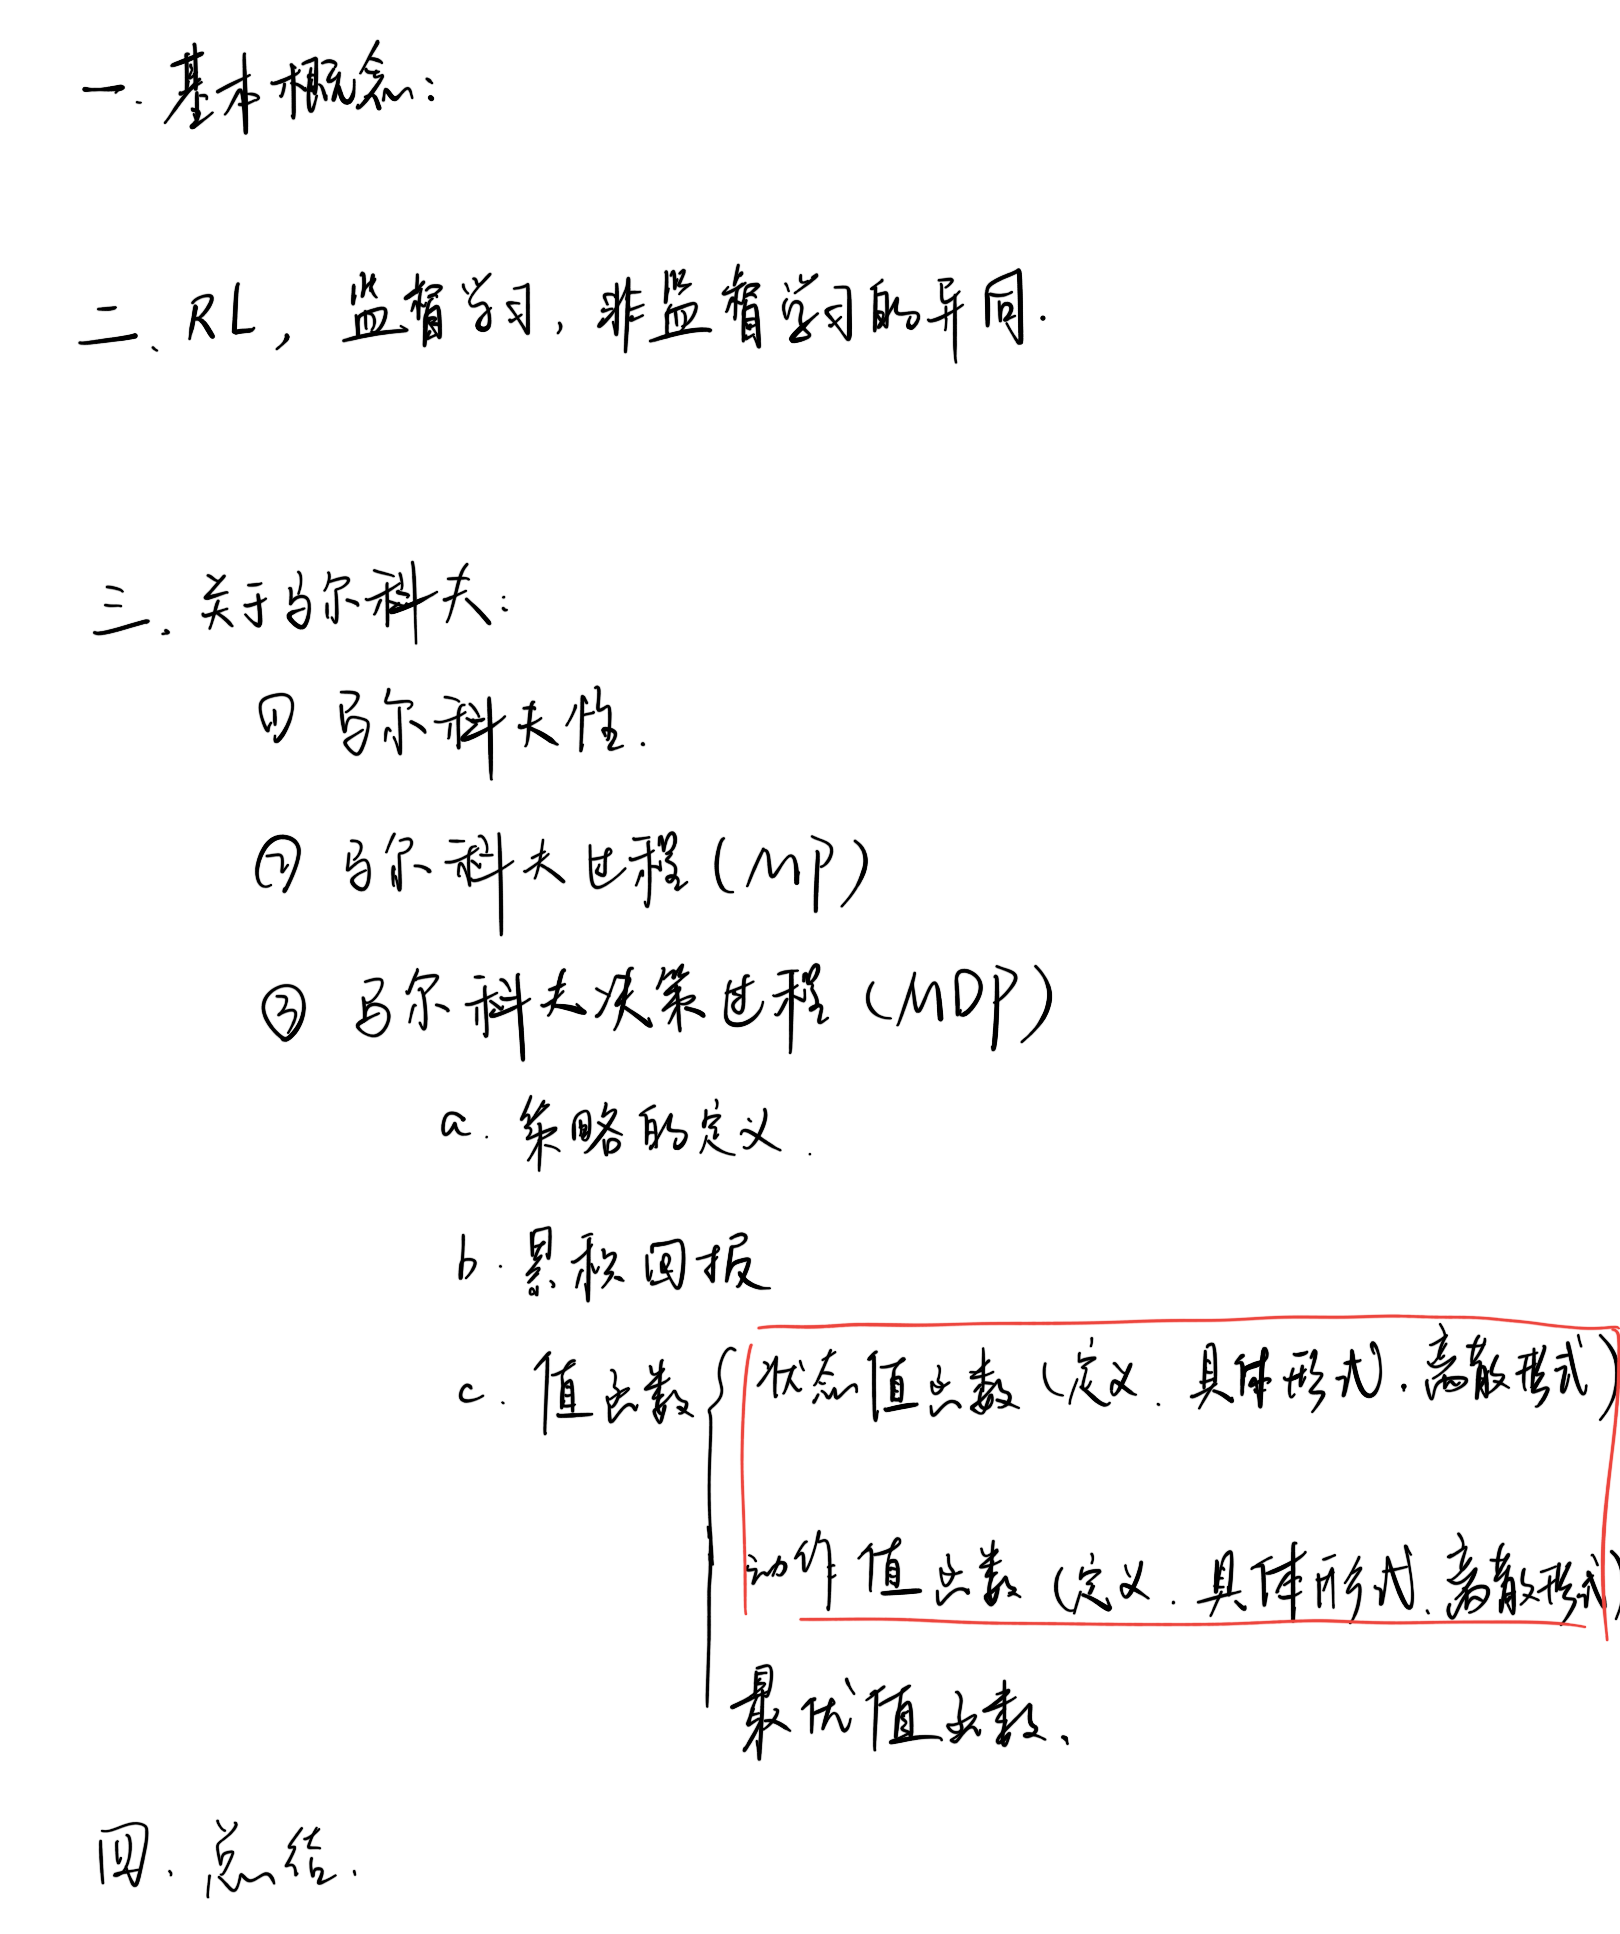 一. 基本概念:
二、RL, 监督学习, 非监督学习的异同.
三. 关于马尔科夫:
① 马尔科夫性.
② 马尔科夫过程(MP)
③ 马尔科夫决策过程(MDP)
a. 策略的定义.
b. 累积回报
c. 值函数{状态值函数(定义. 具体形式. 离散形式)
动作值函数(定义. 具体形式. 离散形式)
最优值函数.
四. 总结.